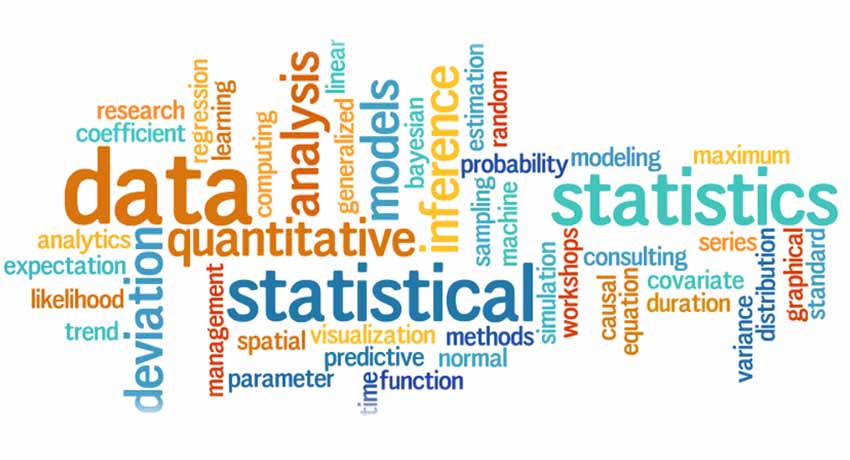 research
coefficient
regression
learning
data
computing
analysis
generalized
linear
models
bayesian
inference
estimation
random
probability
modeling
maximum
statistics
sampling
machine
analytics
quantitative
expectation
deviation
likelihood
trend
management
statistical
simulation
workshops
consulting
series
causal
equation
covariate
duration
variance
distribution
graphical
standard
spatial
visualization
methods
predictive
normal
parameter
time
function